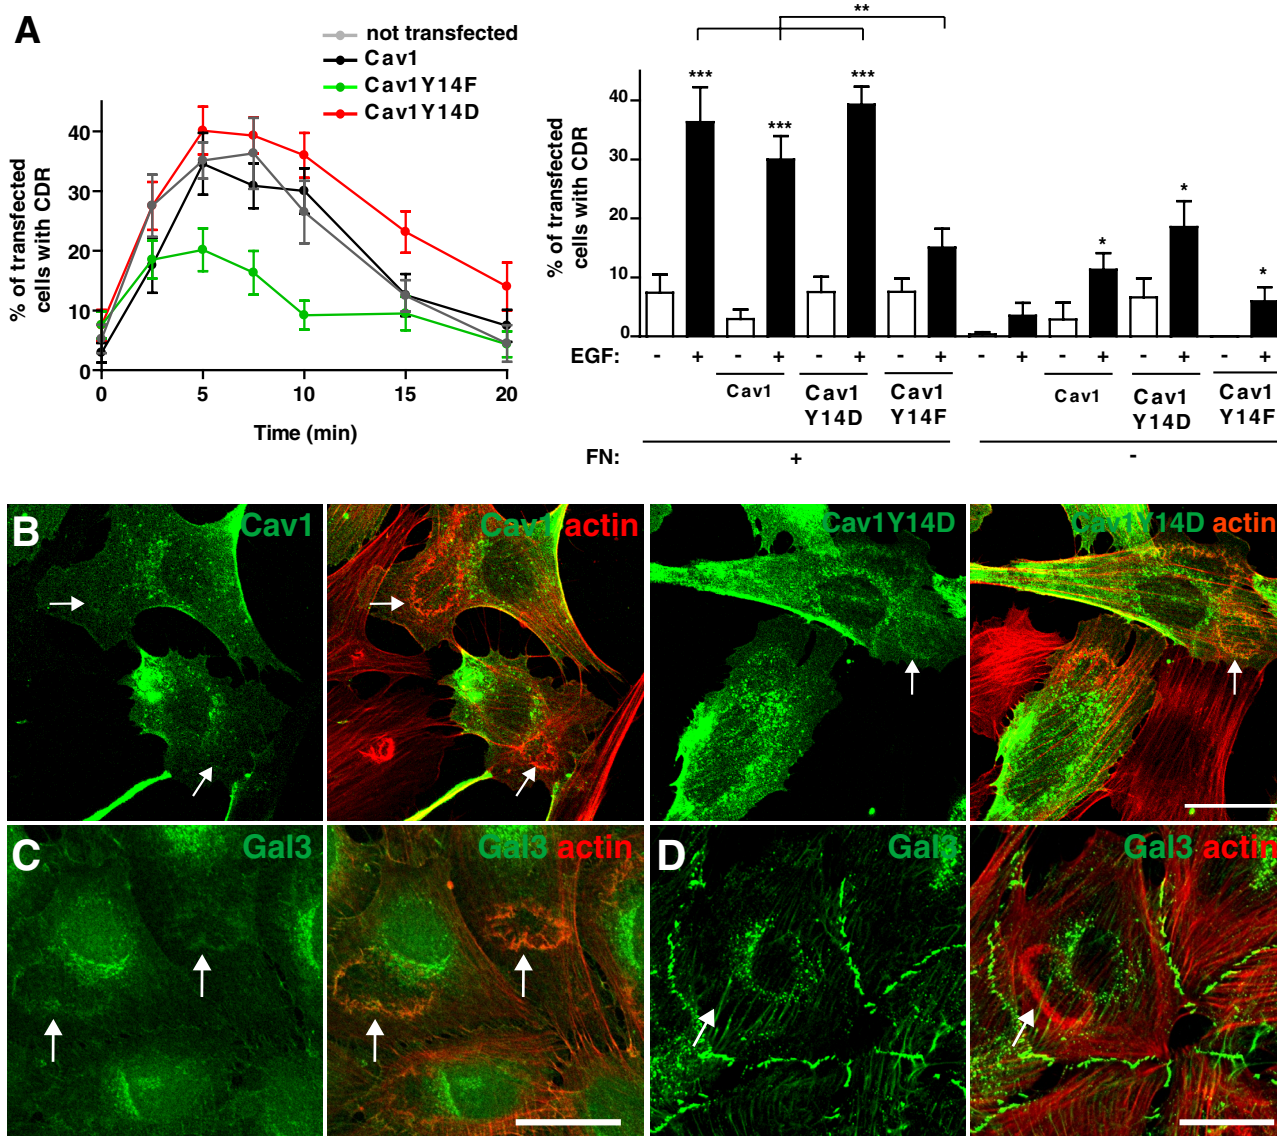 A
not transfected
Cav1
Cav1Y14F
Cav1Y14D
% of transfected
cells with CDR
40
30
20
10
0
0 5 10 15 20
Time (min)
**
*** *** *** * * *
% of transfected
cells with CDR
40
30
20
10
0
EGF: - + - + - + - + - + - + - + - +
Cav1 Cav1 Cav1 Cav1 Cav1 Cav1
Y14D Y14F Y14D Y14F
FN: + -
B Cav1 Cav1 actin Cav1Y14D Cav1Y14D actin
C Gal3 Gal3 actin D Gal3 Gal3 actin